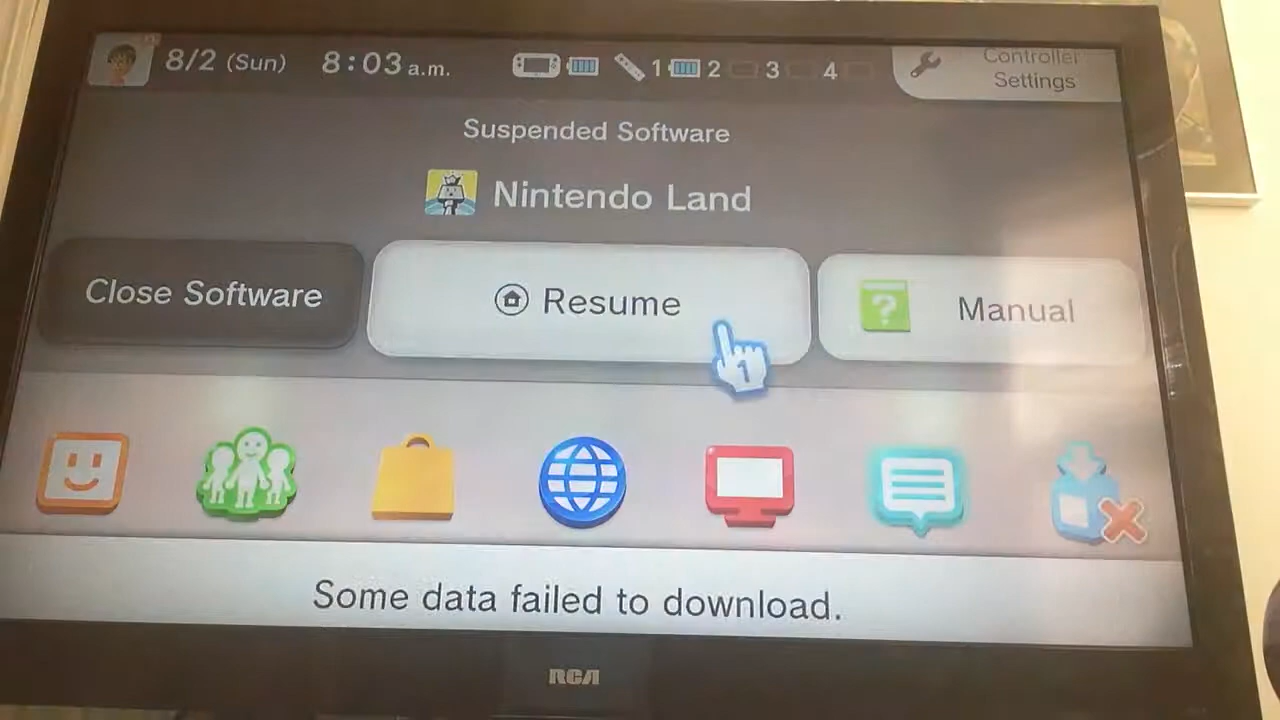 8/2 (Sun) 8:03 a.m. 1 2 3 4 Controller
Settings
Suspended Software
Nintendo Land
Close Software Resume ? Manual
1
Some data failed to download.
RCA